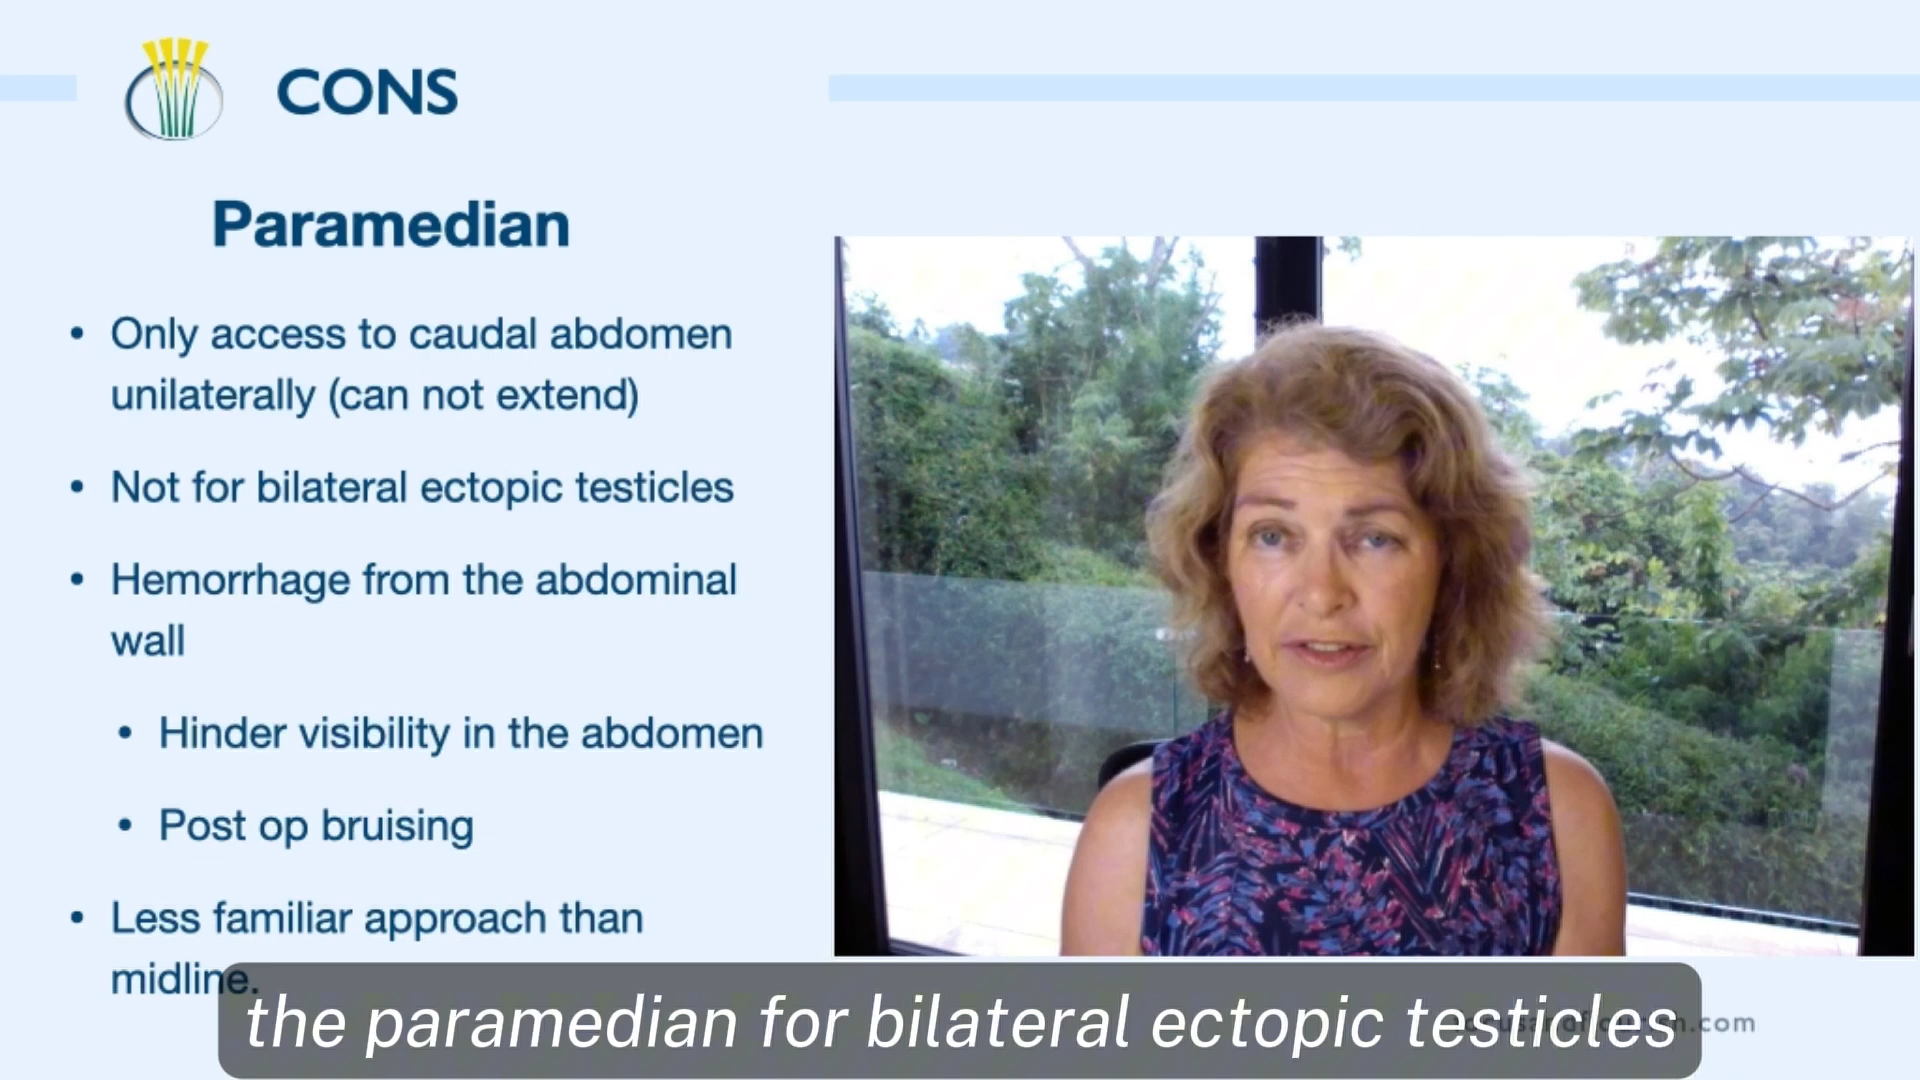 CONS
Paramedian
• Only access to caudal abdomen
unilaterally (can not extend)
• Not for bilateral ectopic testicles
• Hemorrhage from the abdominal
wall
• Hinder visibility in the abdomen
• Post op bruising
• Less familiar approach than
midline.
the paramedian for bilateral ectopic testicles